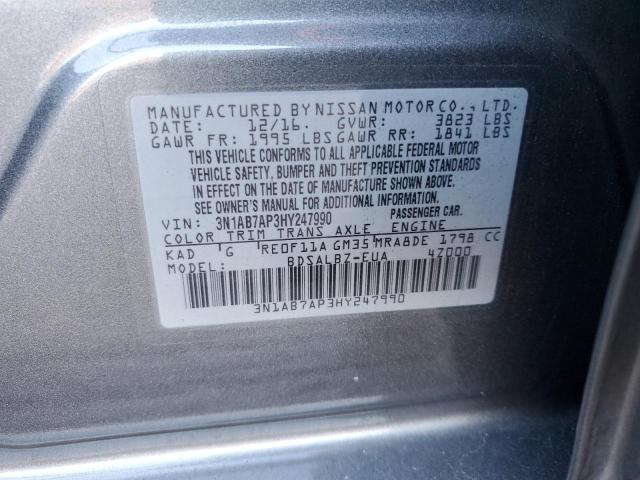 MANUFACTURED BY NISSAN MOTOR CO., LTD.
DATE: 12/16. GVWR: 3823 LBS
GAWR FR: 1995 LBS GAWR RR: 1841 LBS
THIS VEHICLE CONFORMS TO ALL APPLICABLE FEDERAL MOTOR
VEHICLE SAFETY, BUMPER AND THEFT PREVENTION STANDARDS
IN EFFECT ON THE DATE OF MANUFACTURE SHOWN ABOVE.
SEE OWNER'S MANUAL FOR ADDITIONAL INFORMATION.
VIN: 3N1AB7AP3HY247990 PASSENGER CAR.
COLOR TRIM TRANS AXLE ENGINE
KAD G RE0F11A GM35 MRA8DE 1798 CC
MODEL: BDSALBZ-EUA 4Z000
3N1AB7AP3HY247990